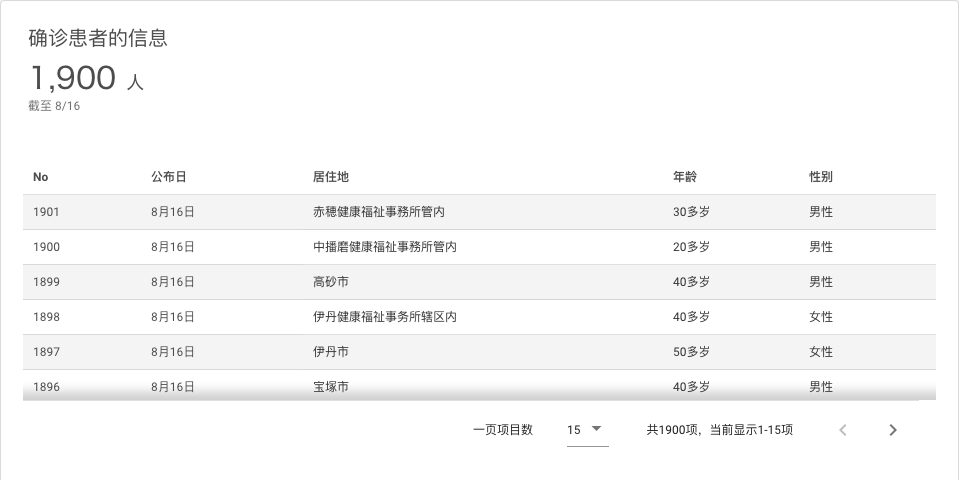 确诊患者的信息
1,900 人
截至 8/16
No 公布日 居住地 年龄 性别
1901 8月16日 赤穂健康福祉事務所管内 30多岁 男性
1900 8月16日 中播磨健康福祉事務所管内 20多岁 男性
1899 8月16日 高砂市 40多岁 男性
1898 8月16日 伊丹健康福祉事务所辖区内 40多岁 女性
1897 8月16日 伊丹市 50多岁 女性
1896 8月16日 宝塚市 40多岁 男性
一页项目数 15 共1900项，当前显示1-15项